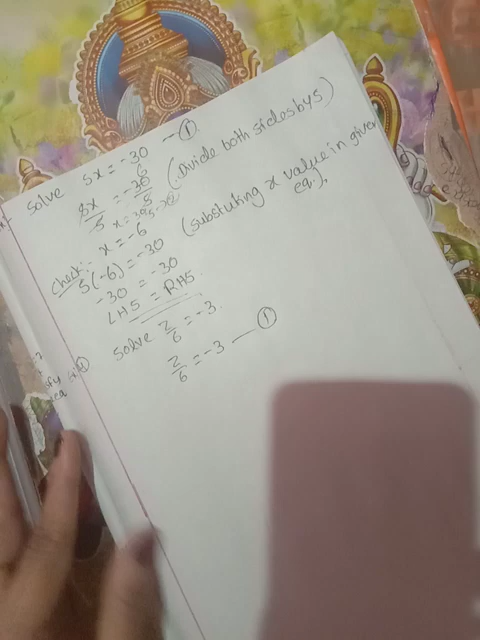 Solve 5x = -30 — ①
5x/5 = -30/5 (divide both sides by 5)
x = -6
Check:- (substuting x value in given eq.),
5(-6) = -30
-30 = -30
LHS = RHS.
Solve z/6 = -3.
z/6 = -3 — ①